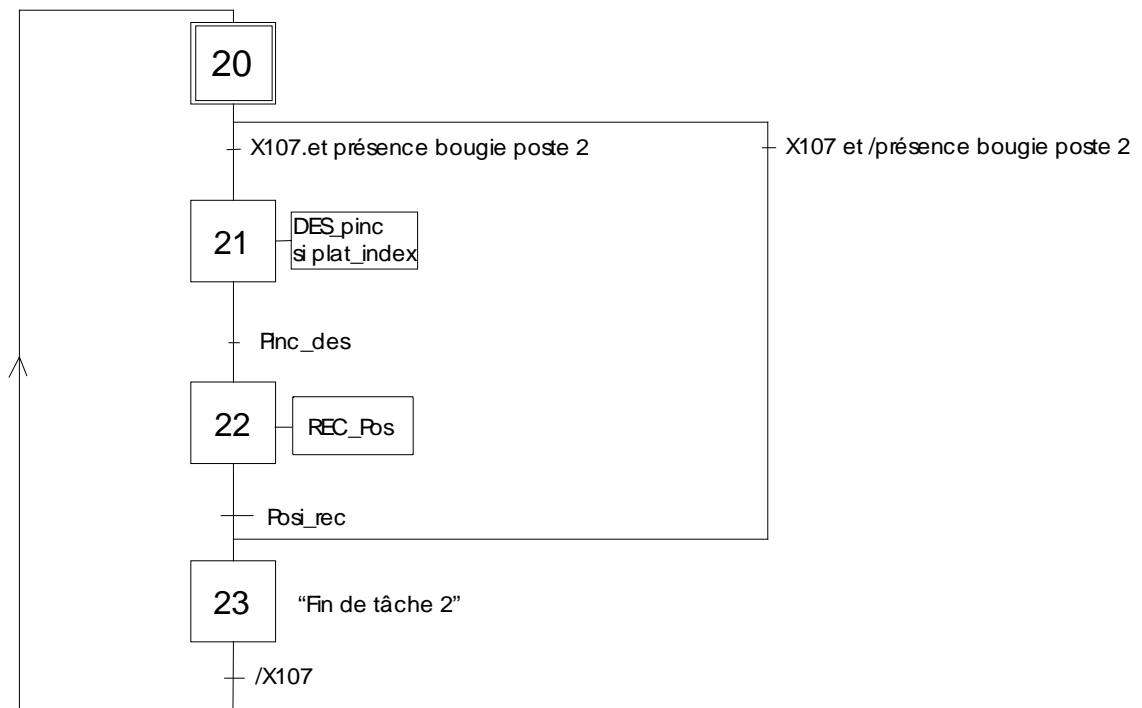 20
X107.et présence bougie poste 2
X107 et /présence bougie poste 2
21
DES_pinc
si plat_index
Pinc_des
22
REC_Pos
Posi_rec
23
“Fin de tâche 2”
/X107